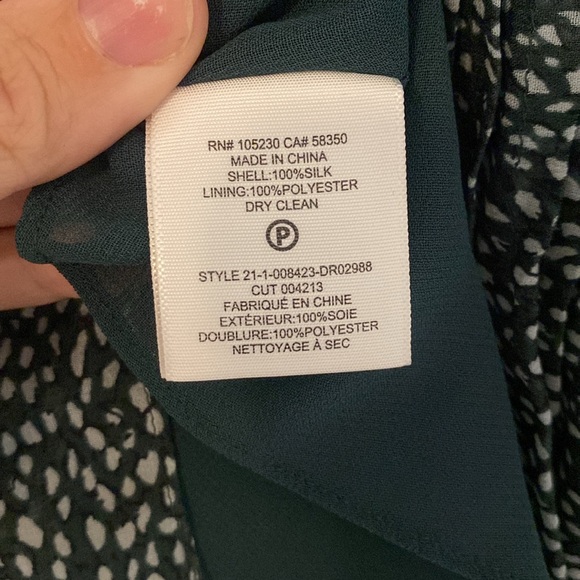 RN# 105230 CA# 58350
MADE IN CHINA
SHELL:100%SILK
LINING:100%POLYESTER
DRY CLEAN
P
STYLE 21-1-008423-DR02988
CUT 004213
FABRIQUÉ EN CHINE
EXTÉRIEUR:100%SOIE
DOUBLURE:100%POLYESTER
NETTOYAGE À SEC